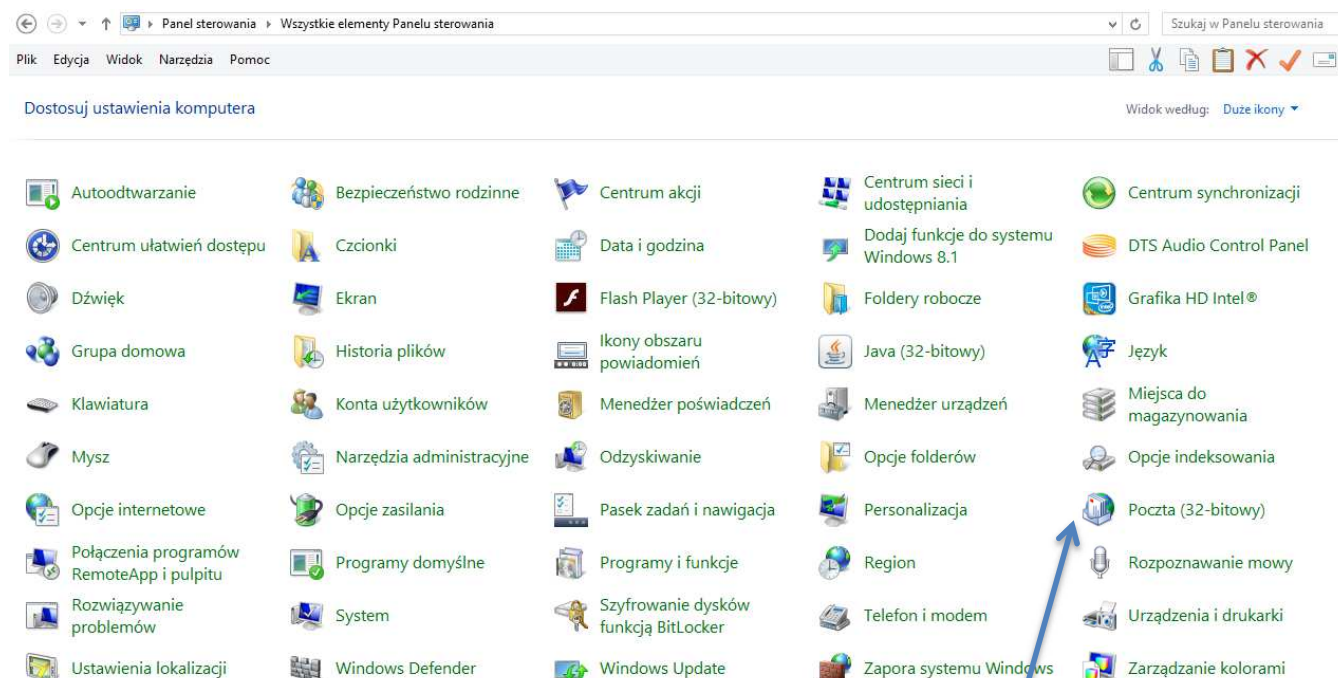 Panel sterowania Wszystkie elementy Panelu sterowania Szukaj w Panelu sterowania
Plik Edycja Widok Narzędzia Pomoc
Dostosuj ustawienia komputera Widok według: Duże ikony
Autoodtwarzanie Bezpieczeństwo rodzinne Centrum akcji Centrum sieci i udostępniania Centrum synchronizacji
Centrum ułatwień dostępu Czcionki Data i godzina Dodaj funkcje do systemu Windows 8.1 DTS Audio Control Panel
Dźwięk Ekran Flash Player (32-bitowy) Foldery robocze Grafika HD Intel®
Grupa domowa Historia plików Ikony obszaru powiadomień Java (32-bitowy) Język
Klawiatura Konta użytkowników Menedżer poświadczeń Menedżer urządzeń Miejsca do magazynowania
Mysz Narzędzia administracyjne Odzyskiwanie Opcje folderów Opcje indeksowania
Opcje internetowe Opcje zasilania Pasek zadań i nawigacja Personalizacja Poczta (32-bitowy)
Połączenia programów RemoteApp i pulpitu Programy domyślne Programy i funkcje Region Rozpoznawanie mowy
Rozwiązywanie problemów System Szyfrowanie dysków funkcją BitLocker Telefon i modem Urządzenia i drukarki
Ustawienia lokalizacji Windows Defender Windows Update Zapora systemu Windows Zarządzanie kolorami